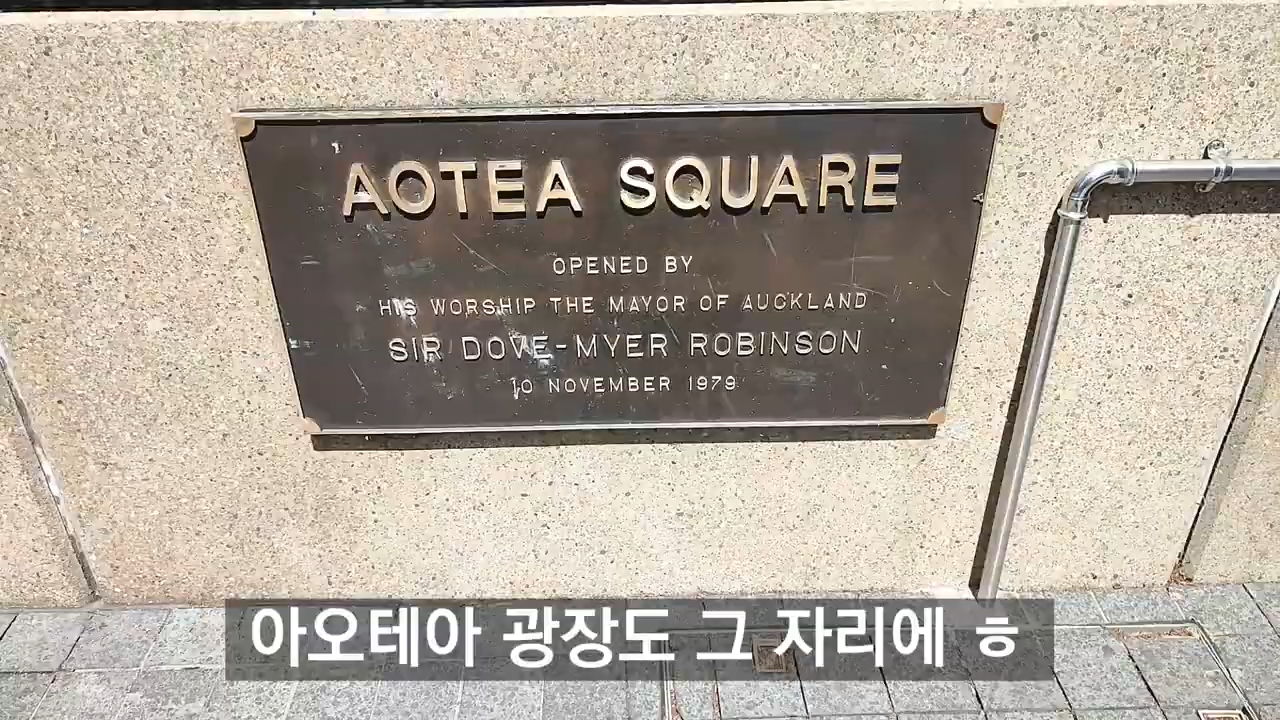 AOTEA SQUARE
OPENED BY
HIS WORSHIP THE MAYOR OF AUCKLAND
SIR DOVE-MYER ROBINSON
10 NOVEMBER 1979
아오테아 광장도 그 자리에 ㅎ